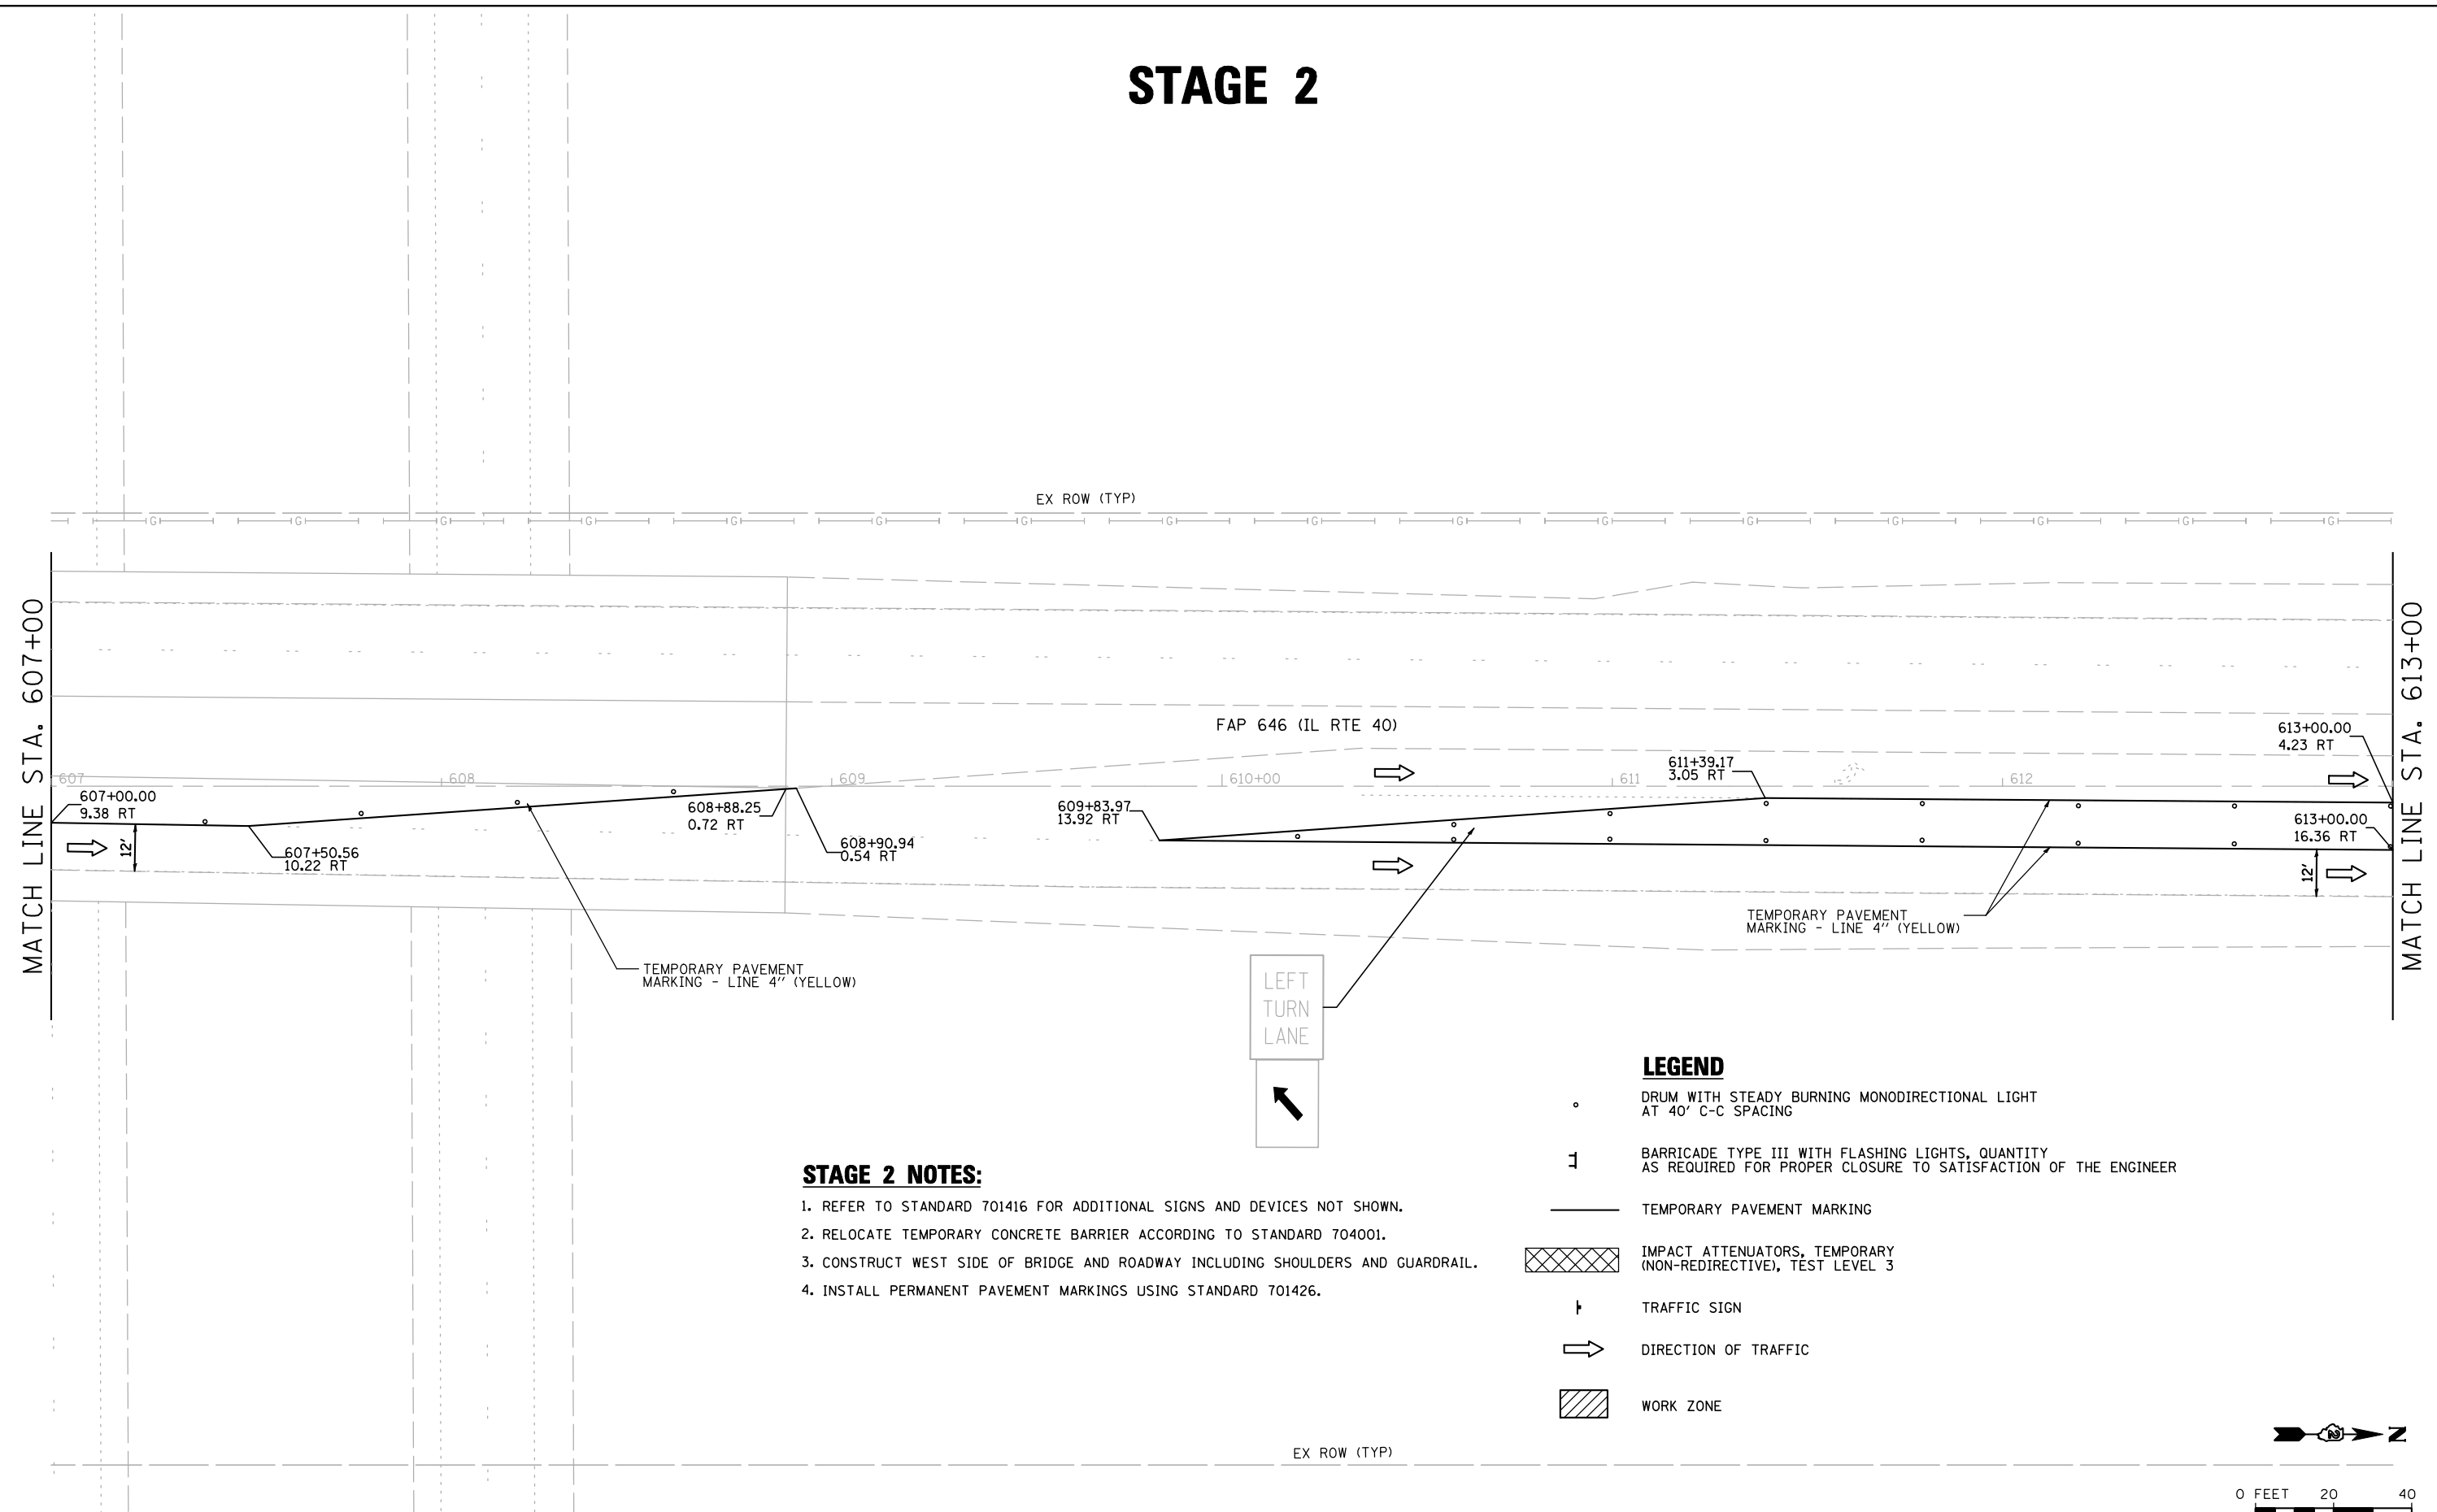 STAGE 2
EX ROW (TYP)
G G G G G G G G G G G G G G G G
MATCH LINE STA. 607+00
MATCH LINE STA. 613+00
FAP 646 (IL RTE 40)
607
608
609
610+00
611
612
607+00.00
9.38 RT
12'
607+50.56
10.22 RT
608+88.25
0.72 RT
608+90.94
0.54 RT
609+83.97
13.92 RT
611+39.17
3.05 RT
613+00.00
4.23 RT
613+00.00
16.36 RT
12'
TEMPORARY PAVEMENT
MARKING - LINE 4" (YELLOW)
TEMPORARY PAVEMENT
MARKING - LINE 4" (YELLOW)
LEFT
TURN
LANE
STAGE 2 NOTES:
1. REFER TO STANDARD 701416 FOR ADDITIONAL SIGNS AND DEVICES NOT SHOWN.
2. RELOCATE TEMPORARY CONCRETE BARRIER ACCORDING TO STANDARD 704001.
3. CONSTRUCT WEST SIDE OF BRIDGE AND ROADWAY INCLUDING SHOULDERS AND GUARDRAIL.
4. INSTALL PERMANENT PAVEMENT MARKINGS USING STANDARD 701426.
LEGEND
DRUM WITH STEADY BURNING MONODIRECTIONAL LIGHT
AT 40' C-C SPACING
BARRICADE TYPE III WITH FLASHING LIGHTS, QUANTITY
AS REQUIRED FOR PROPER CLOSURE TO SATISFACTION OF THE ENGINEER
TEMPORARY PAVEMENT MARKING
IMPACT ATTENUATORS, TEMPORARY
(NON-REDIRECTIVE), TEST LEVEL 3
TRAFFIC SIGN
DIRECTION OF TRAFFIC
WORK ZONE
EX ROW (TYP)
2 N
0 FEET 20 40